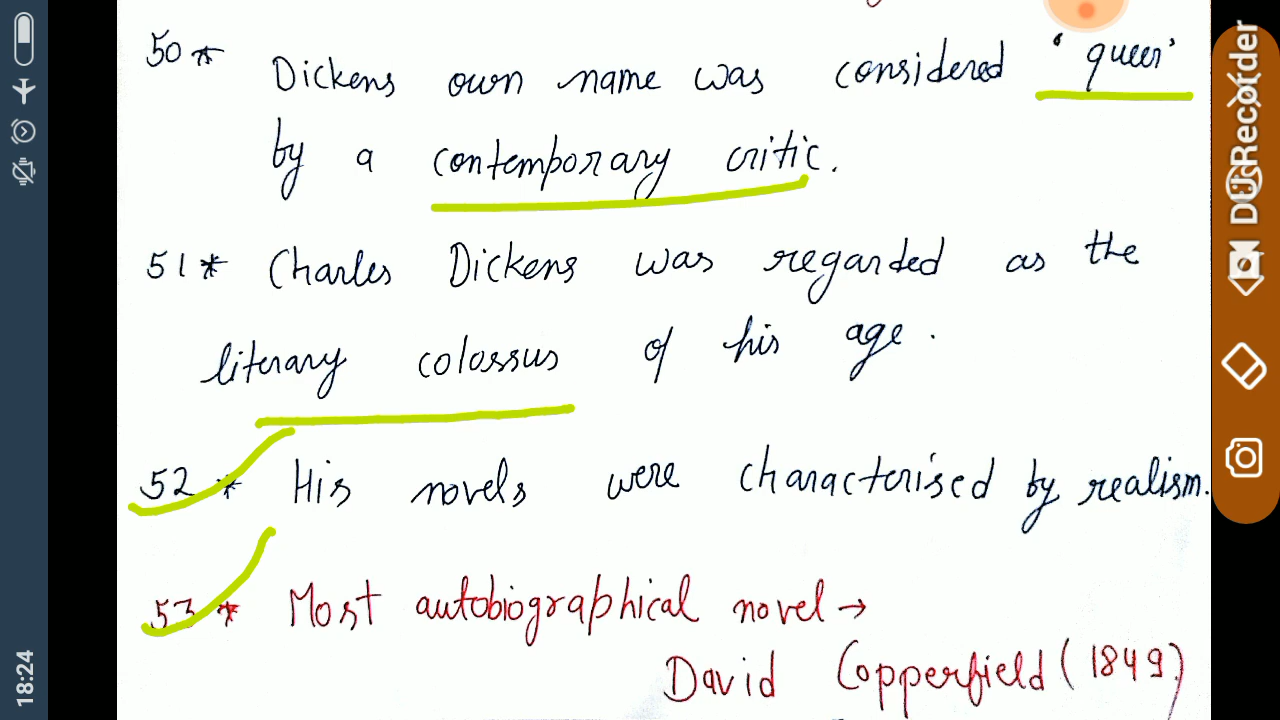 50* Dickens own name was considered 'queer'
by a contemporary critic.
51* Charles Dickens was regarded as the
literary colossus of his age.
52* His novels were characterised by realism.
53* Most autobiographical novel →
David Copperfield (1849)
DU Recorder
18:24